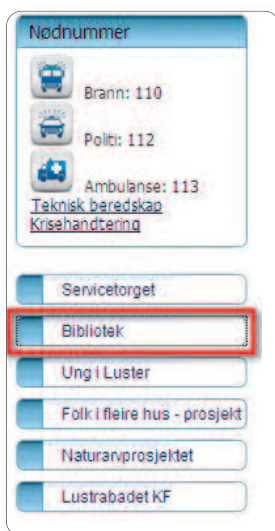 Nødnummer
Brann: 110
Politi: 112
Ambulanse: 113
Teknisk beredskap
Krisehandtering
Servicetorget
Bibliotek
Ung i Luster
Folk i fleire hus - prosjekt
Naturarvprosjektet
Lustrabadet KF